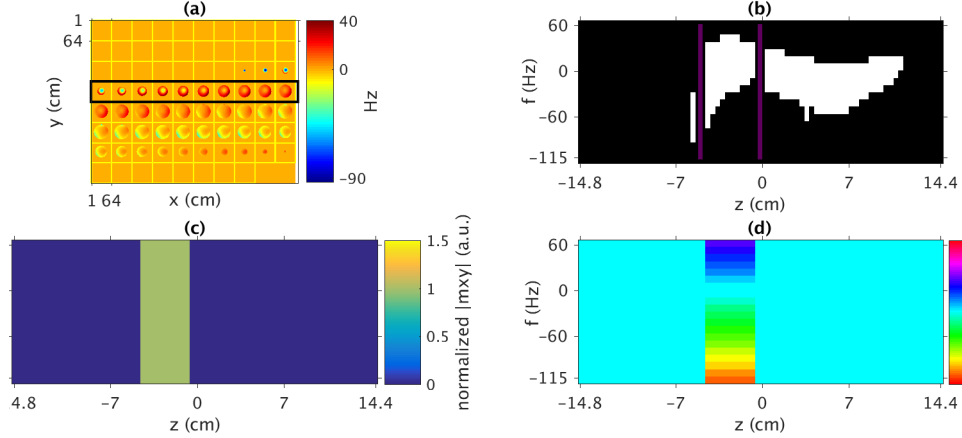 (a)
1
64
y (cm)
1 64
x (cm)
40
0
-90
Hz
(b)
60
0
-60
-115
f (Hz)
-14.8
-7
0
7
14.4
z (cm)
(c)
4.8
-7
0
7
14.4
z (cm)
1.5
1
0.5
0
normalized |mxy| (a.u.)
(d)
60
0
-60
-115
f (Hz)
-14.8
-7
0
7
14.4
z (cm)